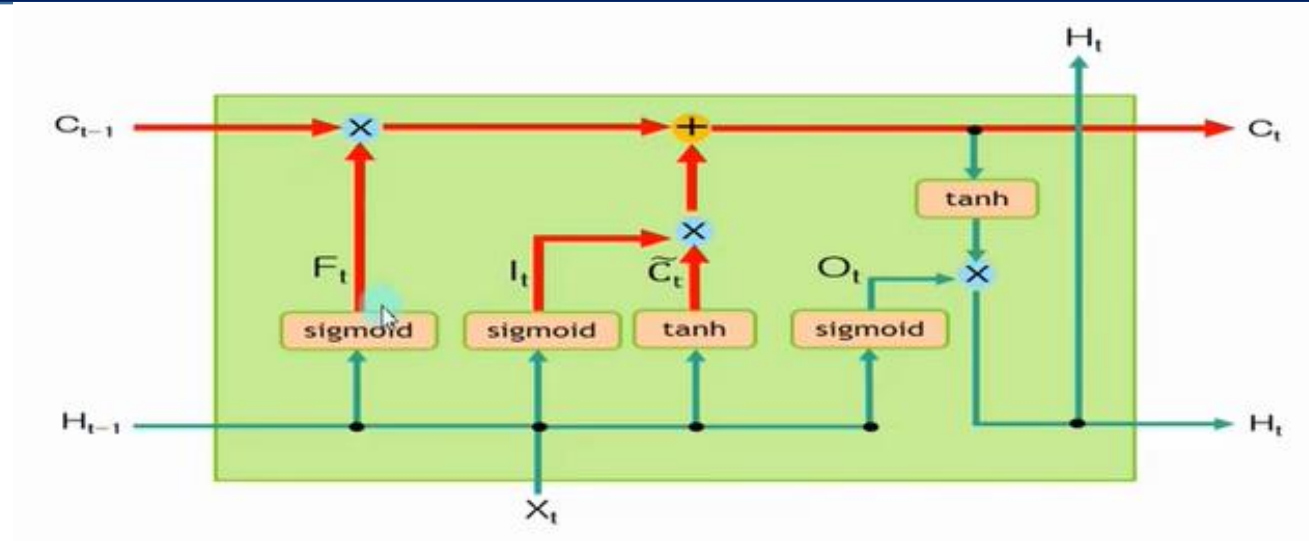 Hₜ
Cₜ₋₁ × + Cₜ
tanh
×
Fₜ Iₜ C̃ₜ Oₜ ×
sigmoid sigmoid tanh sigmoid
Hₜ₋₁ Hₜ
Xₜ